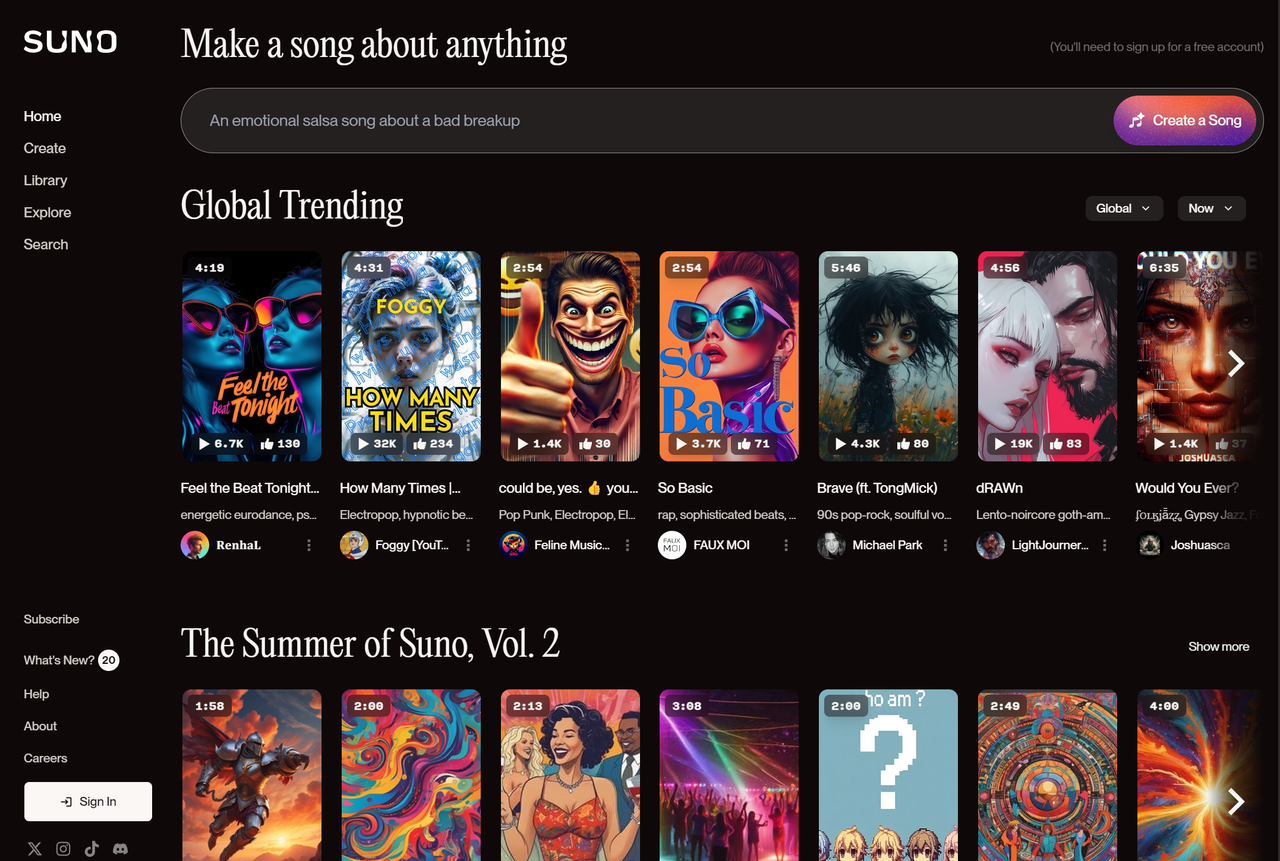 SUNO
Make a song about anything
(You'll need to sign up for a free account)
Home
Create
Library
Explore
Search
An emotional salsa song about a bad breakup
Create a Song
Global Trending
Global
Now
4:19
4:31
2:54
2:54
5:46
4:56
6:35
Feel the
Beat Tonight
FOGGY
HOW MANY
TIMES
So
Basic
JOSHUASCA
6.7K 130
32K 234
1.4K 30
3.7K 71
4.3K 80
19K 83
1.4K 37
Feel the Beat Tonight...
How Many Times |...
could be, yes. 👍 you...
So Basic
Brave (ft. TongMick)
dRAWn
Would You Ever?
energetic eurodance, ps...
Electropop, hypnotic be...
Pop Punk, Electropop, El...
rap, sophisticated beats, ...
90s pop-rock, soulful vo...
Lento-noircore goth-am...
Gypsy Jazz, Fe
RenhaL
Foggy [YouT...
Feline Music...
FAUX MOI
FAUX MOI
Michael Park
LightJourner...
Joshuasca
Subscribe
What's New? 20
Help
About
Careers
Sign In
The Summer of Suno, Vol. 2
Show more
1:58
2:00
2:13
3:08
2:00
ho am ?
?
2:49
4:00